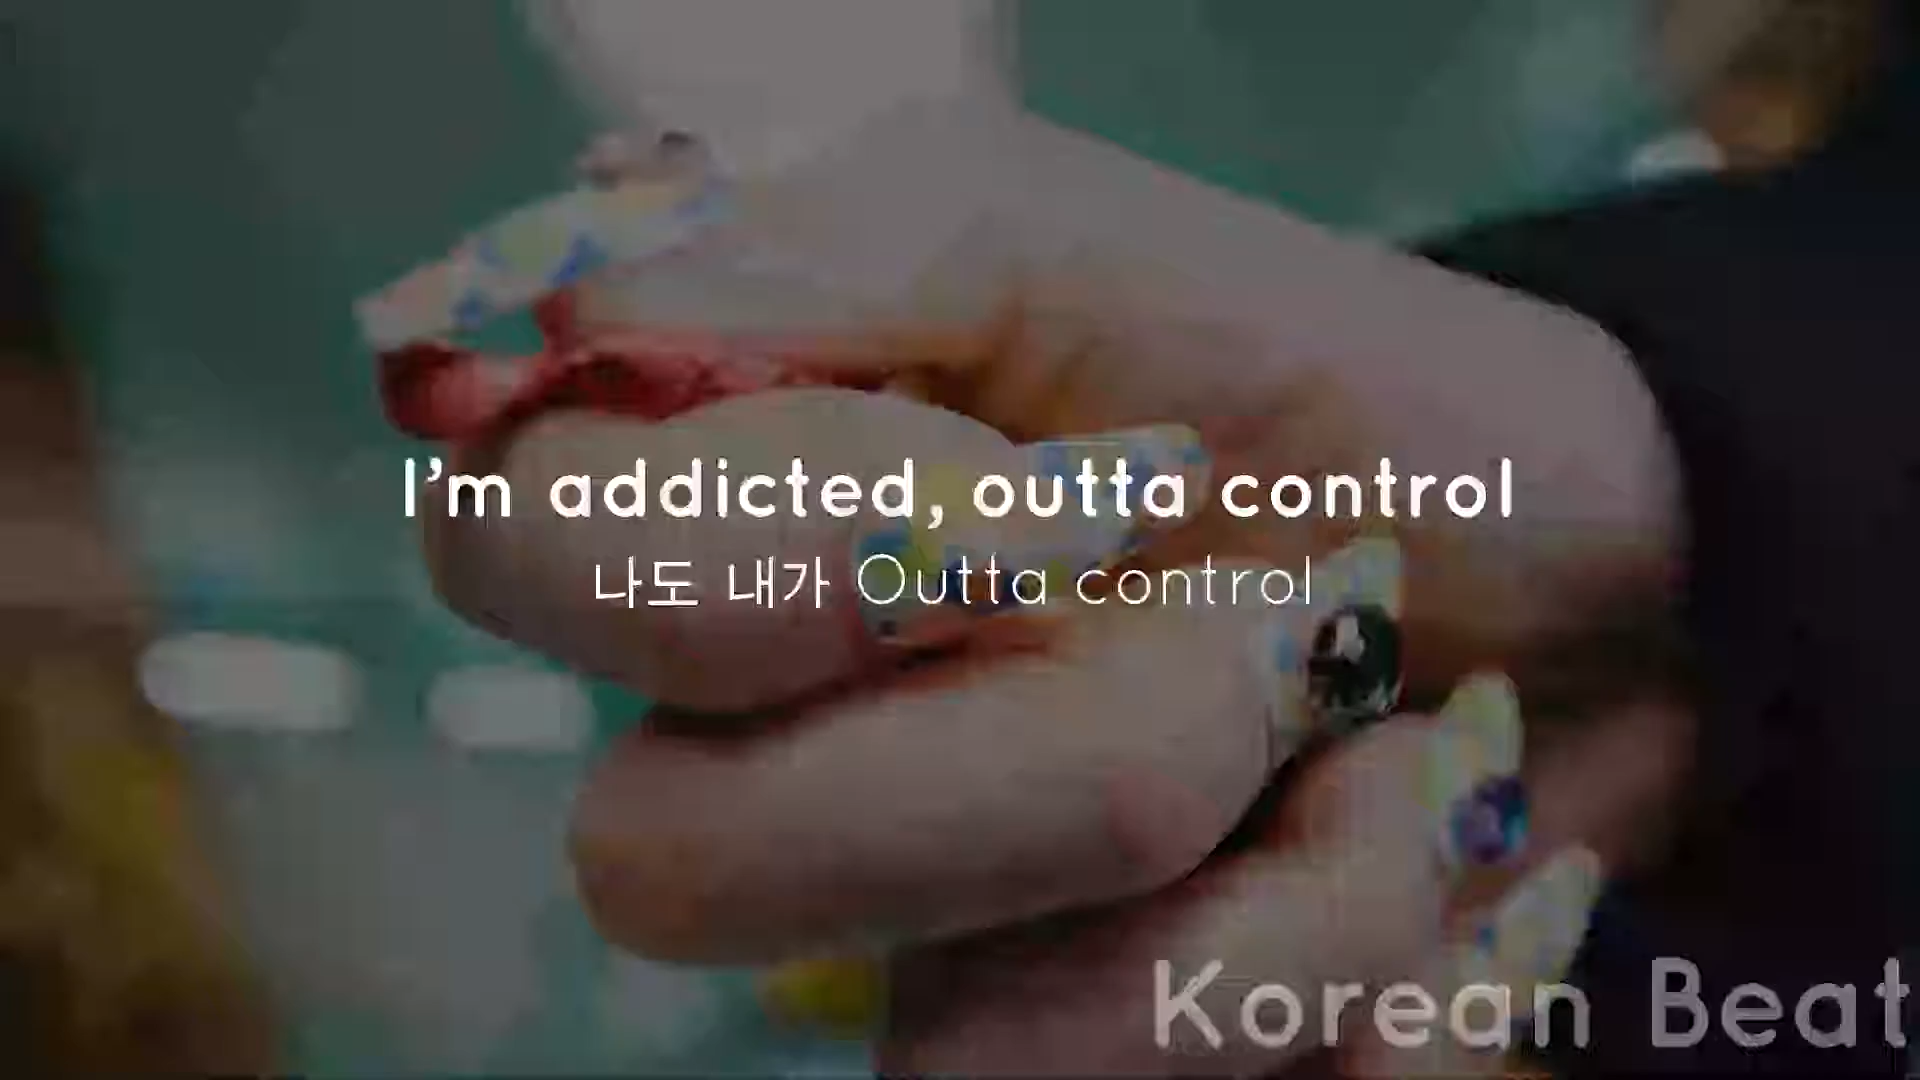 I'm addicted, outta control
나도 내가 Outta control
Korean Beat